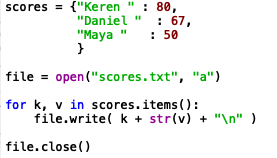 scores = {"Keren " : 80,
"Daniel " : 67,
"Maya " : 50
}
file = open("scores.txt", "a")
for k, v in scores.items():
file.write( k + str(v) + "\n" )
file.close()